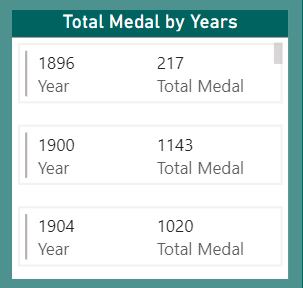 Total Medal by Years
1896 217
Year Total Medal
1900 1143
Year Total Medal
1904 1020
Year Total Medal